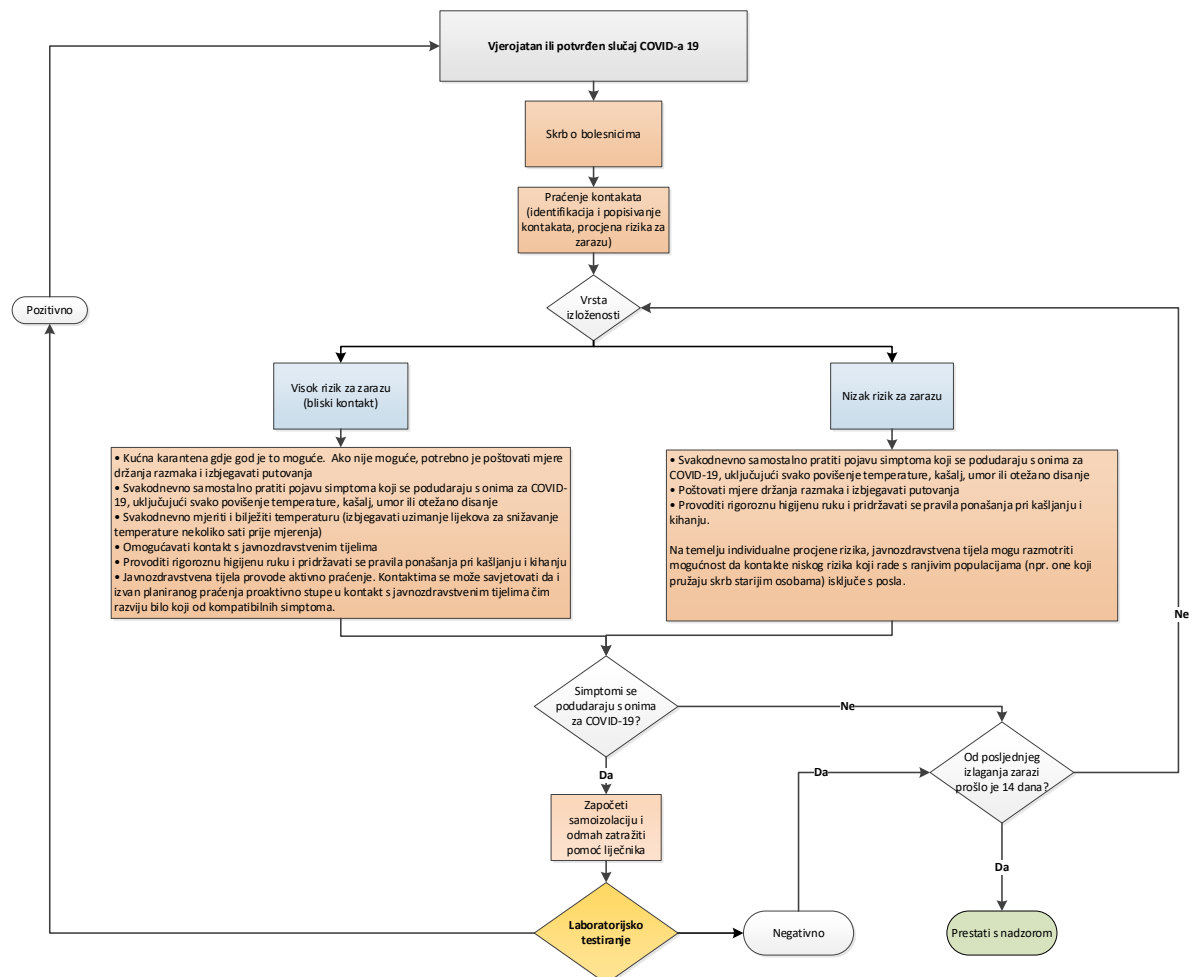 Vjerojatan ili potvrđen slučaj COVID-a 19
Skrb o bolesnicima
Praćenje kontakata
(identifikacija i popisivanje
kontakata, procjena rizika za
zarazu)
Pozitivno
Vrsta
izloženosti
Visok rizik za zarazu
(bliski kontakt)
Nizak rizik za zarazu
• Kućna karantena gdje god je to moguće.  Ako nije moguće, potrebno je poštovati mjere
držanja razmaka i izbjegavati putovanja
• Svakodnevno samostalno pratiti pojavu simptoma koji se podudaraju s onima za COVID-
19, uključujući svako povišenje temperature, kašalj, umor ili otežano disanje
• Svakodnevno mjeriti i bilježiti temperaturu (izbjegavati uzimanje lijekova za snižavanje
temperature nekoliko sati prije mjerenja)
• Omogućavati kontakt s javnozdravstvenim tijelima
• Provoditi rigoroznu higijenu ruku i pridržavati se pravila ponašanja pri kašljanju i kihanju
• Javnozdravstvena tijela provode aktivno praćenje. Kontaktima se može savjetovati da i
izvan planiranog praćenja proaktivno stupe u kontakt s javnozdravstvenim tijelima čim
razviju bilo koji od kompatibilnih simptoma.
• Svakodnevno samostalno pratiti pojavu simptoma koji se podudaraju s onima za
COVID-19, uključujući svako povišenje temperature, kašalj, umor ili otežano disanje
• Poštovati mjere držanja razmaka i izbjegavati putovanja
• Provoditi rigoroznu higijenu ruku i pridržavati se pravila ponašanja pri kašljanju i
kihanju.
Na temelju individualne procjene rizika, javnozdravstvena tijela mogu razmotriti
mogućnost da kontakte niskog rizika koji rade s ranjivim populacijama (npr. one koji
pružaju skrb starijim osobama) isključe s posla.
Ne
Simptomi se
podudaraju s onima
za COVID-19?
Ne
Od posljednjeg
izlaganja zarazi
prošlo je 14 dana?
Da
Da
Započeti
samoizolaciju i
odmah zatražiti
pomoć liječnika
Da
Laboratorijsko
testiranje
Negativno
Prestati s nadzorom